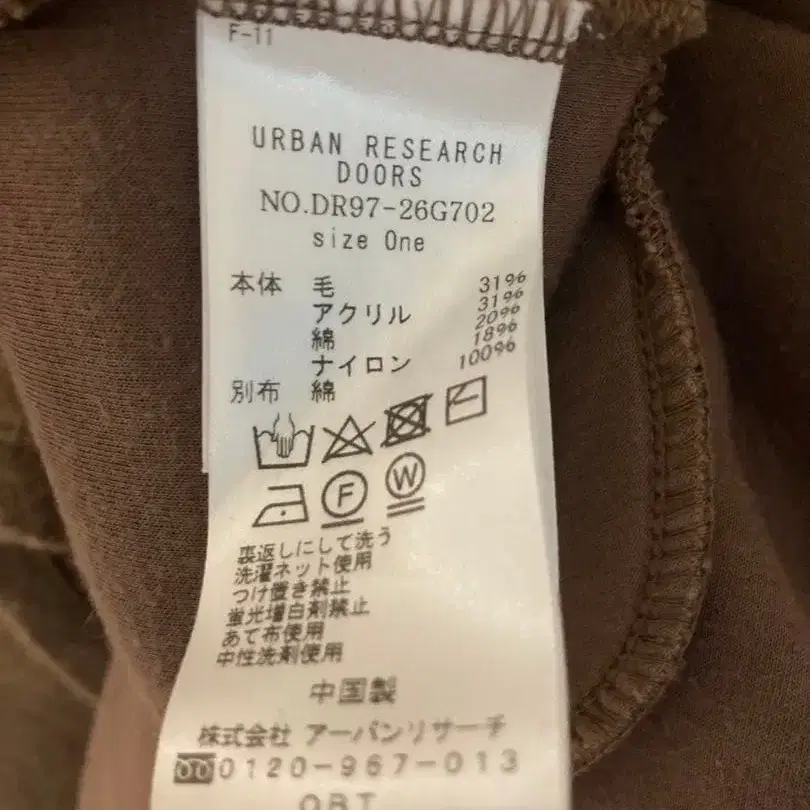 F-11
URBAN RESEARCH
DOORS
NO.DR97-26G702
size One
本体 毛 31%
アクリル 31%
綿 20%
ナイロン 18%
別布 綿 100%
F W
裏返しにして洗う
洗濯ネット使用
つけ置き禁止
蛍光増白剤禁止
あて布使用
中性洗剤使用
中国製
株式会社 アーバンリサーチ
0120-967-013